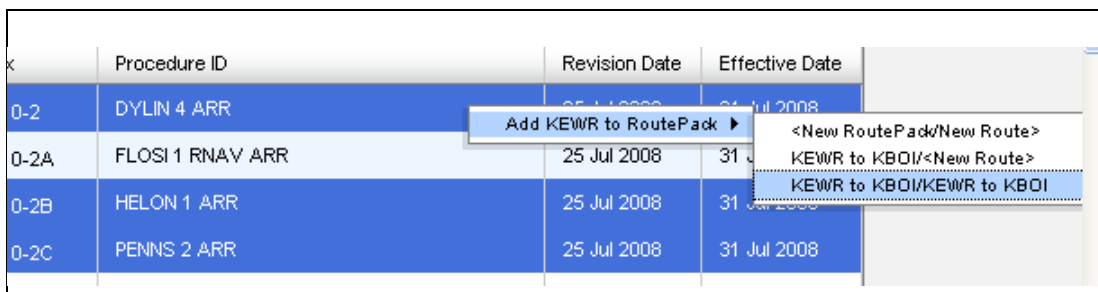 x Procedure ID Revision Date Effective Date
0-2 DYLIN 4 ARR 2008
Add KEWR to RoutePack
<New RoutePack/New Route>
0-2A FLOSI 1 RNAV ARR 25 Jul 2008 31
KEWR to KBOI/<New Route>
KEWR to KBOI/KEWR to KBOI
0-2B HELON 1 ARR 25 Jul 2008 31
0-2C PENNS 2 ARR 25 Jul 2008 31 Jul 2008